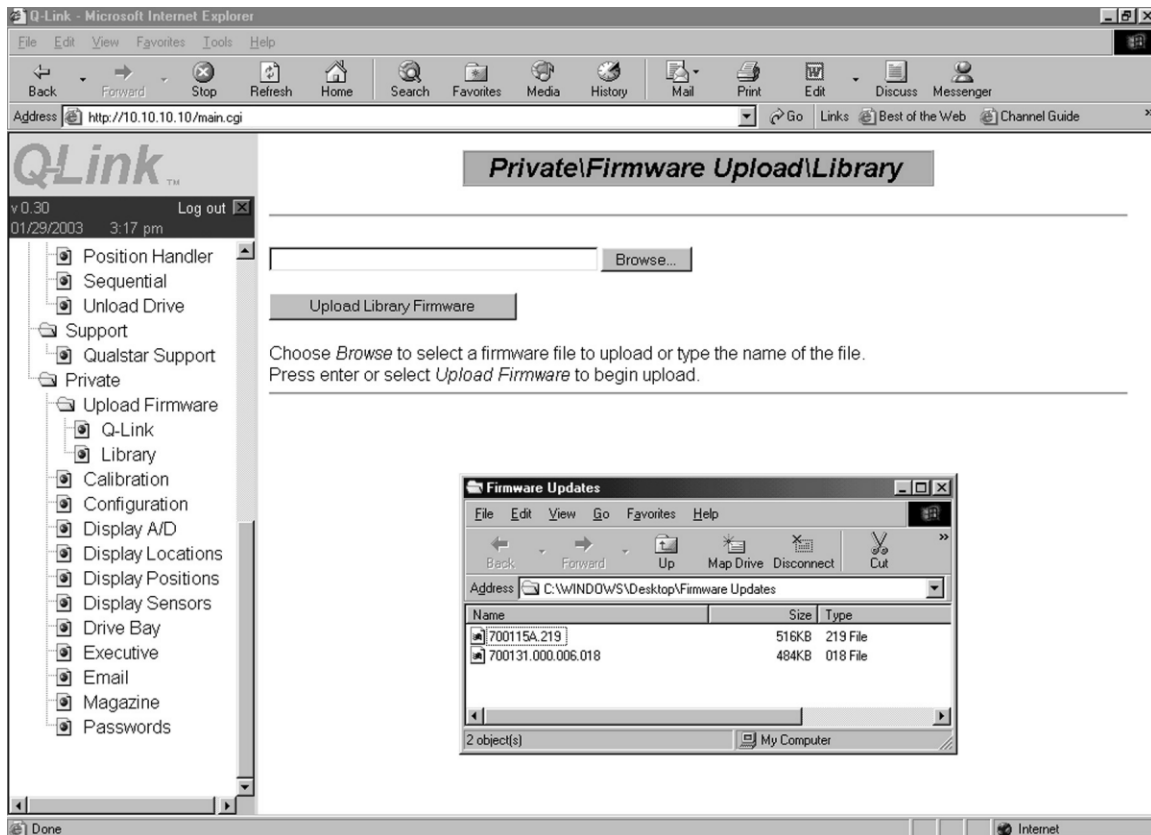 Q-Link - Microsoft Internet Explorer
File Edit View Favorites Tools Help
Back Forward Stop Refresh Home Search Favorites Media History Mail Print Edit Discuss Messenger
Address http://10.10.10.10/main.cgi Go Links Best of the Web Channel Guide »
Q-Link TM
v 0.30 Log out
01/29/2003 3:17 pm
Position Handler
Sequential
Unload Drive
Support
Qualstar Support
Private
Upload Firmware
Q-Link
Library
Calibration
Configuration
Display A/D
Display Locations
Display Positions
Display Sensors
Drive Bay
Executive
Email
Magazine
Passwords
Private\Firmware Upload\Library
Browse...
Upload Library Firmware
Choose Browse to select a firmware file to upload or type the name of the file.
Press enter or select Upload Firmware to begin upload.
Firmware Updates
File Edit View Go Favorites Help
Back Forward Up Map Drive Disconnect Cut »
Address C:\WINDOWS\Desktop\Firmware Updates
Name Size Type
700115A.219 516KB 219 File
700131.000.006.018 484KB 018 File
2 object(s) My Computer
Done Internet